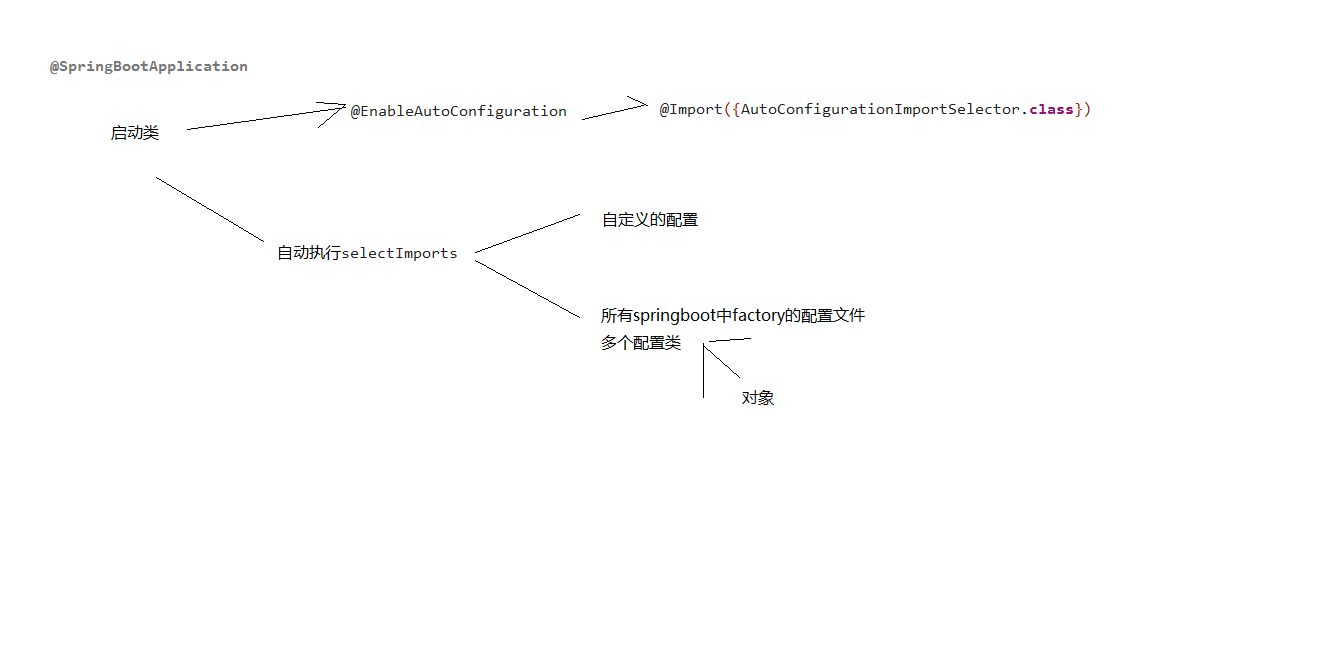 @SpringBootApplication
@EnableAutoConfiguration
@Import({AutoConfigurationImportSelector.class})
启动类
自定义的配置
自动执行selectImports
所有springboot中factory的配置文件
多个配置类
对象